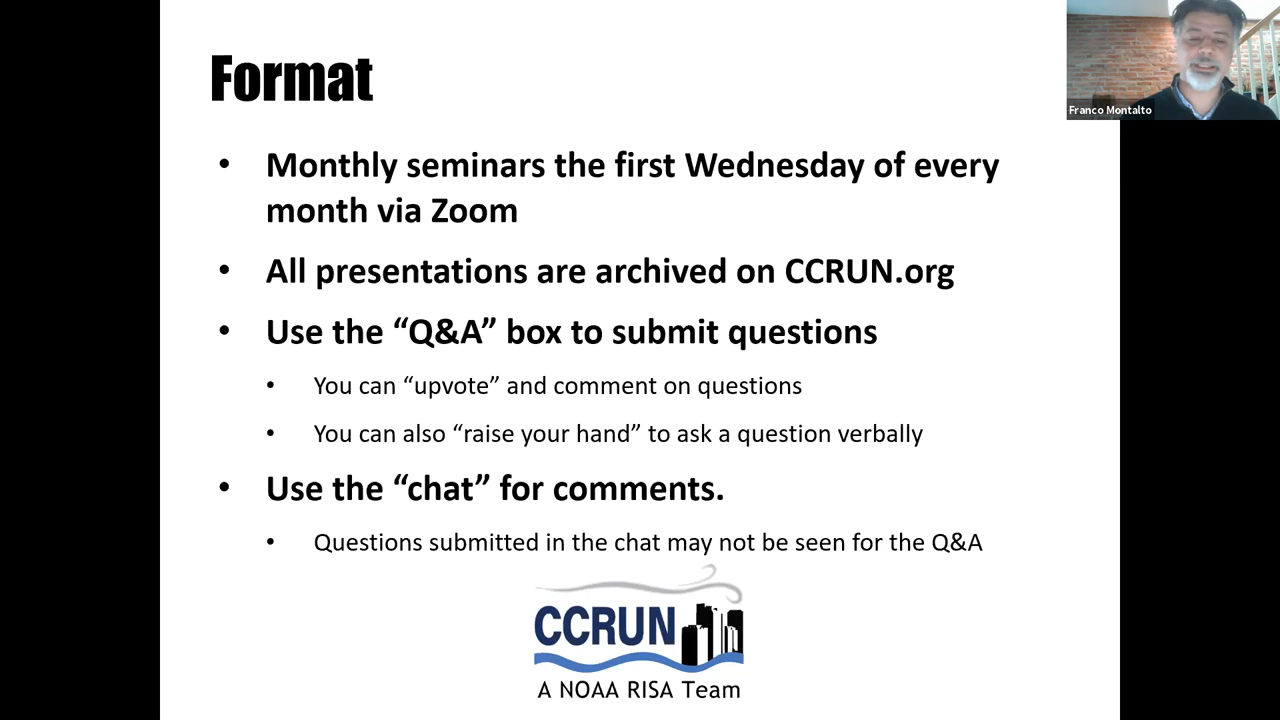 Format
Franco Montalto
• Monthly seminars the first Wednesday of every
month via Zoom
• All presentations are archived on CCRUN.org
• Use the “Q&A” box to submit questions
• You can “upvote” and comment on questions
• You can also “raise your hand” to ask a question verbally
• Use the “chat” for comments.
• Questions submitted in the chat may not be seen for the Q&A
CCRUN
A NOAA RISA Team